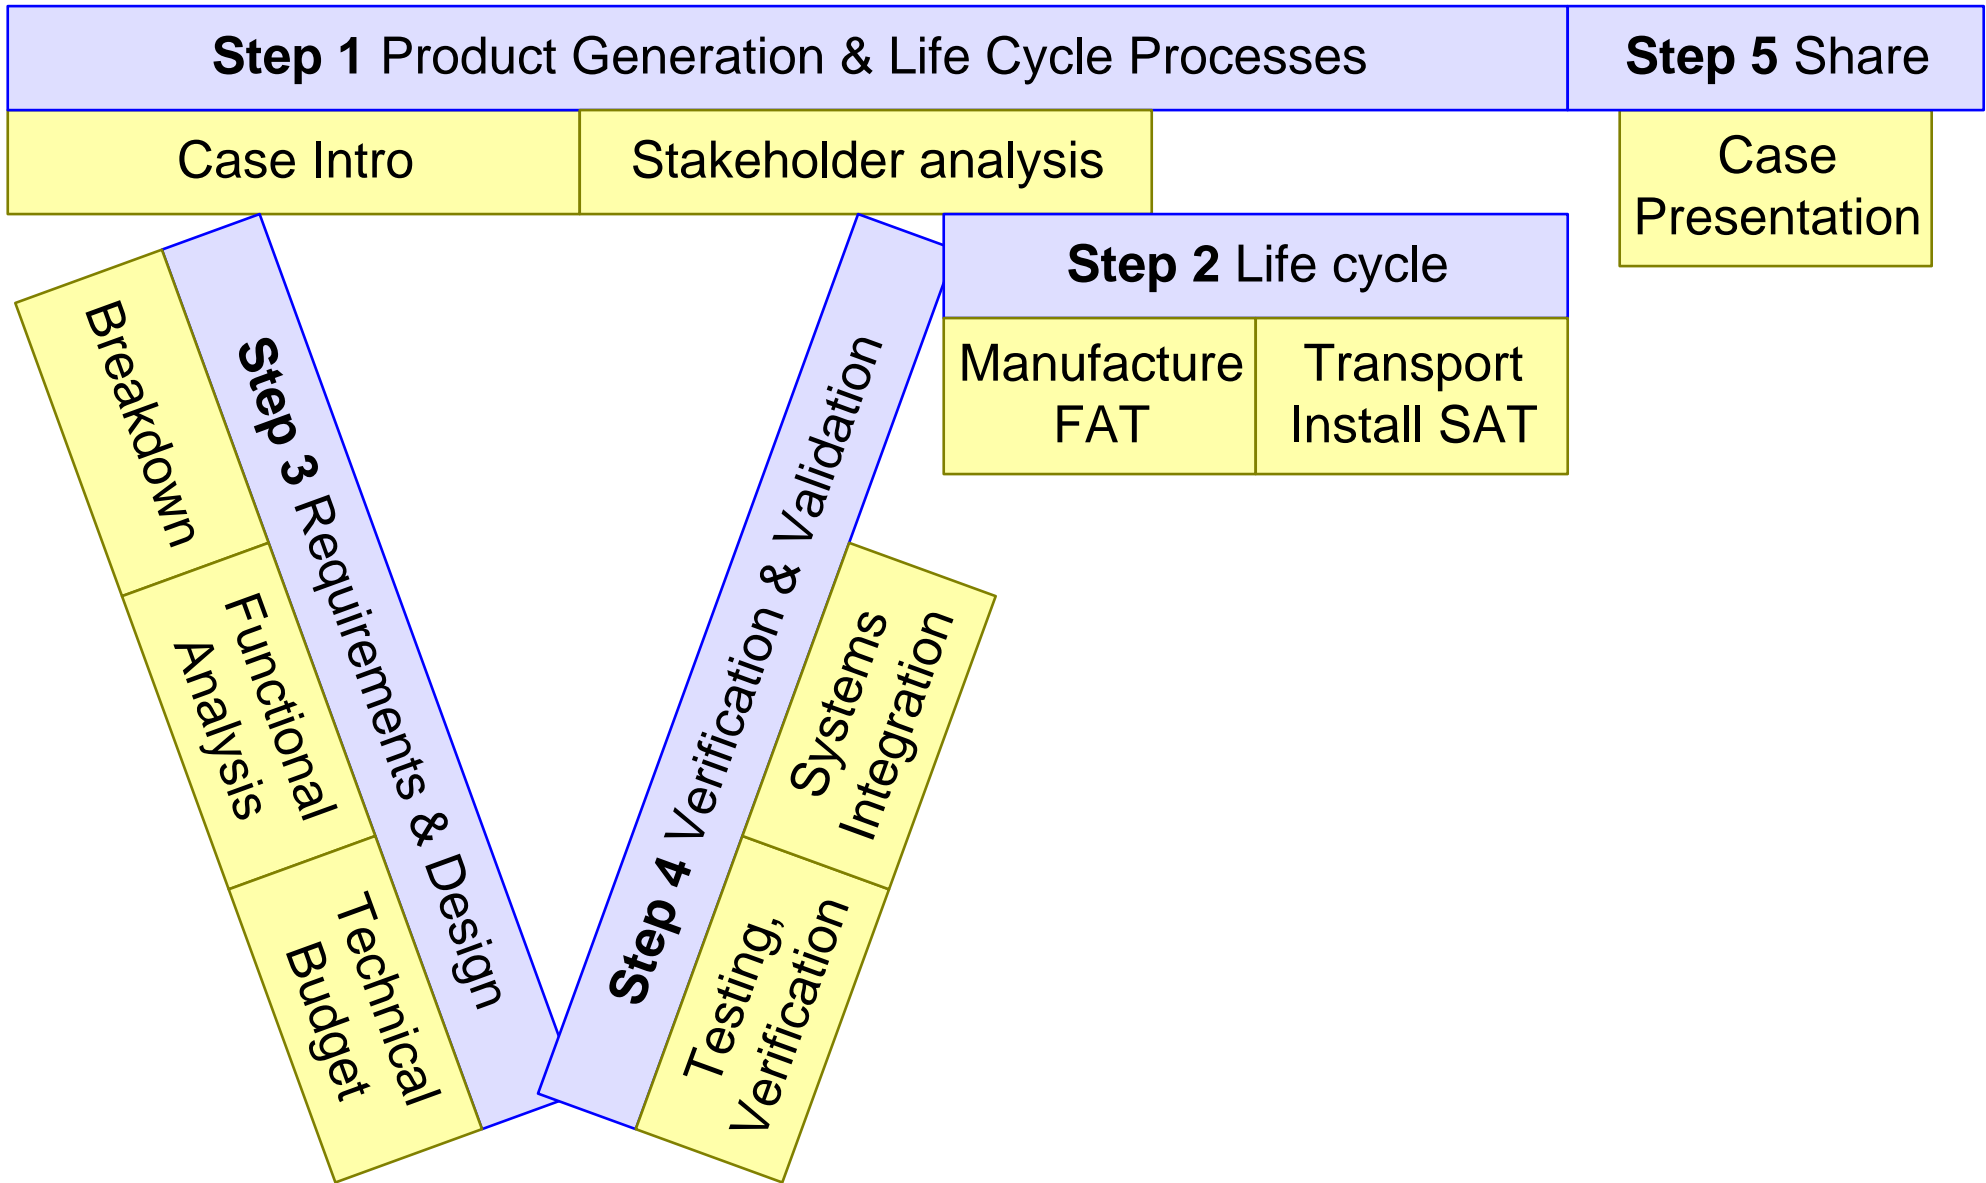 Step 1 Product Generation & Life Cycle Processes
Step 5 Share
Case Intro
Stakeholder analysis
Case
Presentation
Step 2 Life cycle
Manufacture
FAT
Transport
Install SAT
Step 3 Requirements & Design
Breakdown
Functional
Analysis
Technical
Budget
Step 4 Verification & Validation
Systems
Integration
Testing,
Verification